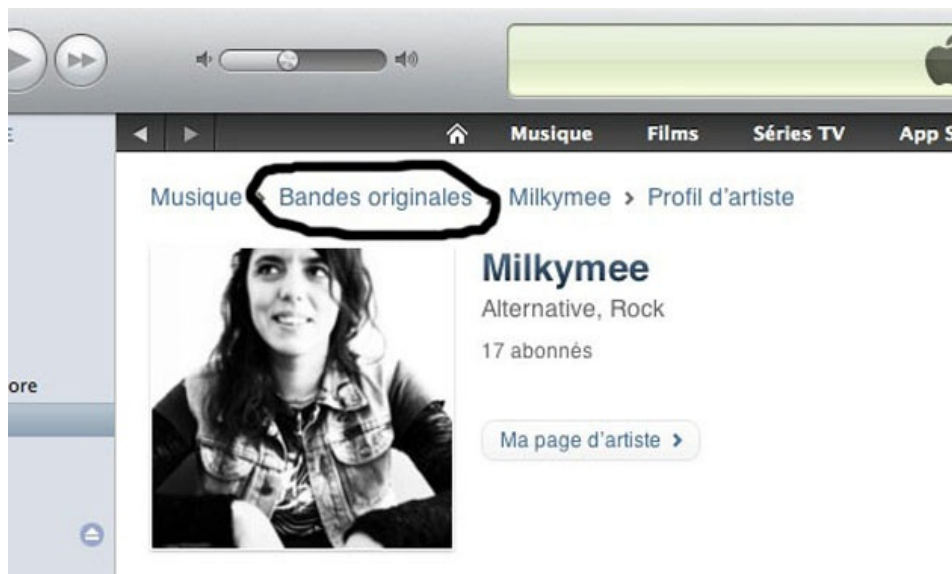 Musique Films Séries TV App S
Musique > Bandes originales > Milkymee > Profil d'artiste
Milkymee
Alternative, Rock
17 abonnés
ore
Ma page d'artiste >